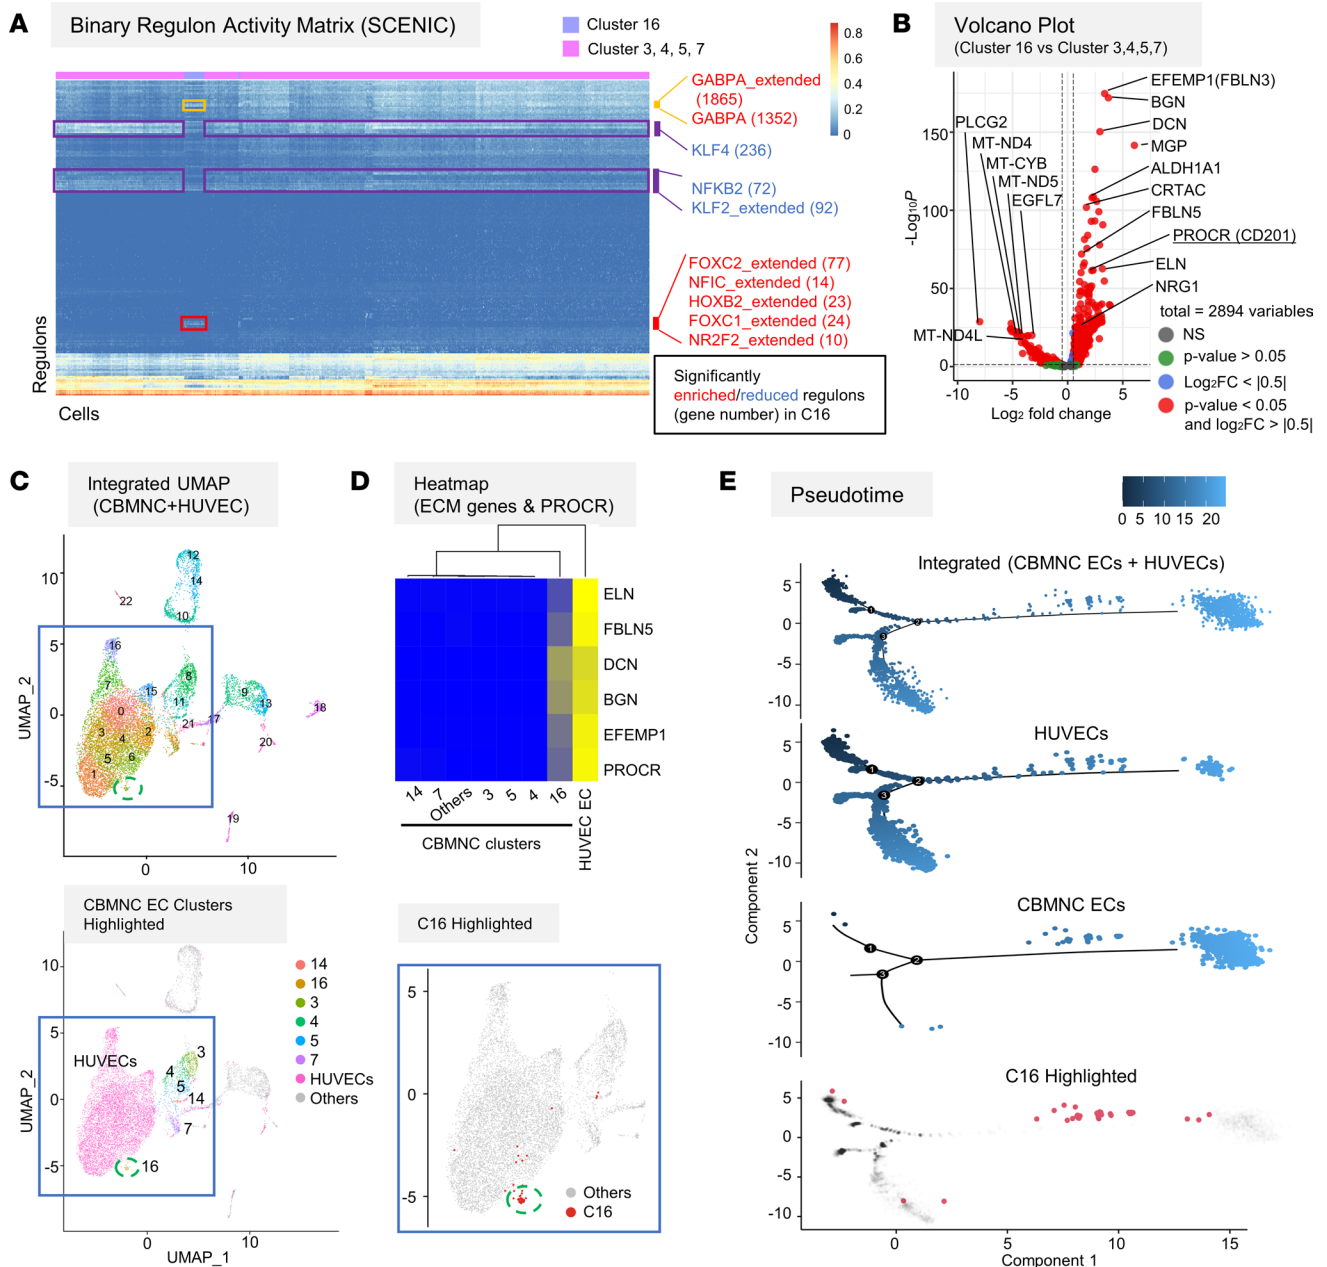 A
Binary Regulon Activity Matrix (SCENIC)
Cluster 16
Cluster 3, 4, 5, 7
0.8
0.6
0.4
0.2
0
GABPA_extended
(1865)
GABPA (1352)
KLF4 (236)
NFKB2 (72)
KLF2_extended (92)
FOXC2_extended (77)
NFIC_extended (14)
HOXB2_extended (23)
FOXC1_extended (24)
NR2F2_extended (10)
Regulons
Cells
Significantly
enriched/reduced regulons
(gene number) in C16
B
Volcano Plot
(Cluster 16 vs Cluster 3,4,5,7)
EFEMP1(FBLN3)
BGN
DCN
MGP
ALDH1A1
CRTAC
FBLN5
PROCR (CD201)
ELN
NRG1
PLCG2
MT-ND4
MT-CYB
MT-ND5
EGFL7
MT-ND4L
-Log10P
150
100
50
0
-10
-5
0
5
Log2 fold change
total = 2894 variables
NS
p-value > 0.05
Log2FC < |0.5|
p-value < 0.05
and log2FC > |0.5|
C
Integrated UMAP
(CBMNC+HUVEC)
UMAP_2
10
5
0
-5
0
10
12
14
22
10
16
7
8
15
11
9
13
0
3
4
2
21
17
18
20
5
6
1
19
CBMNC EC Clusters
Highlighted
UMAP_2
10
5
0
-5
0
10
UMAP_1
HUVECs
3
4
5
14
7
16
14
16
3
4
5
7
HUVECs
Others
D
Heatmap
(ECM genes & PROCR)
ELN
FBLN5
DCN
BGN
EFEMP1
PROCR
14
7
Others
3
5
4
16
HUVEC EC
CBMNC clusters
C16 Highlighted
5
0
-5
Others
C16
E
Pseudotime
0 5 10 15 20
Integrated (CBMNC ECs + HUVECs)
5
0
-5
-10
1
2
3
HUVECs
5
0
-5
-10
1
2
3
CBMNC ECs
5
0
-5
-10
1
2
3
C16 Highlighted
5
0
-5
-10
0
5
10
15
Component 2
Component 1